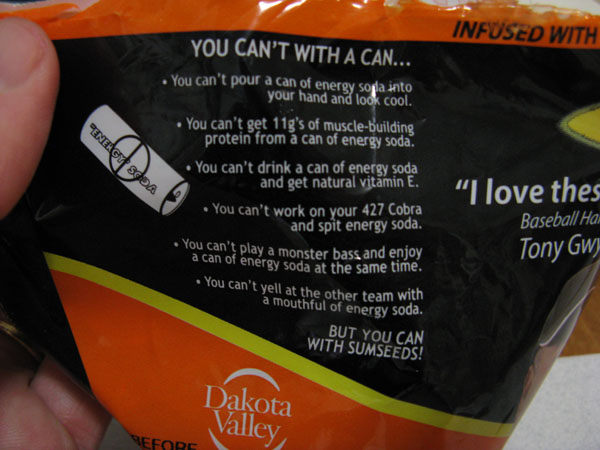 INFUSED WITH
YOU CAN'T WITH A CAN...
• You can't pour a can of energy soda into
your hand and look cool.
• You can't get 11g's of muscle-building
protein from a can of energy soda.
• You can't drink a can of energy soda
and get natural vitamin E.
• You can't work on your 427 Cobra
and spit energy soda.
• You can't play a monster bass and enjoy
a can of energy soda at the same time.
• You can't yell at the other team with
a mouthful of energy soda.
BUT YOU CAN
WITH SUMSEEDS!
"ENERGY" SODA
"I love thes
Baseball Hal
Tony Gwy
Dakota
Valley
BEFORE